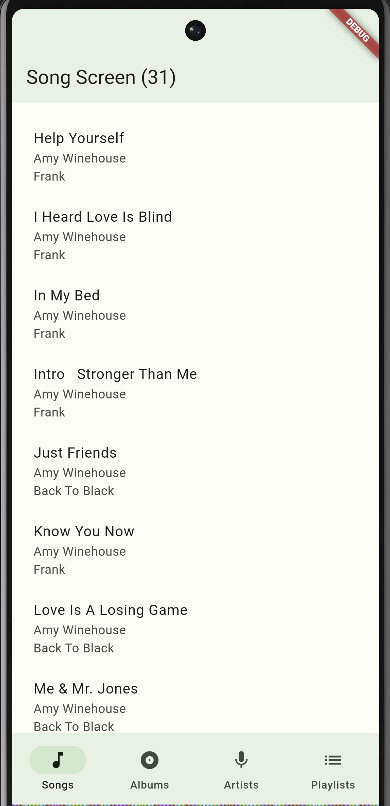 DEBUG
Song Screen (31)
Help Yourself
Amy Winehouse
Frank
I Heard Love Is Blind
Amy Winehouse
Frank
In My Bed
Amy Winehouse
Frank
Intro   Stronger Than Me
Amy Winehouse
Frank
Just Friends
Amy Winehouse
Back To Black
Know You Now
Amy Winehouse
Frank
Love Is A Losing Game
Amy Winehouse
Back To Black
Me & Mr. Jones
Amy Winehouse
Back To Black
Songs
Albums
Artists
Playlists